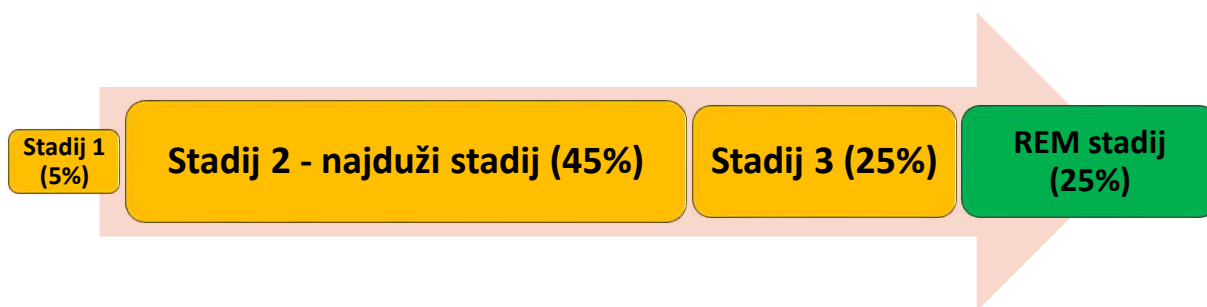 Stadij 1
(5%)
Stadij 2 - najduži stadij (45%)
Stadij 3 (25%)
REM stadij
(25%)